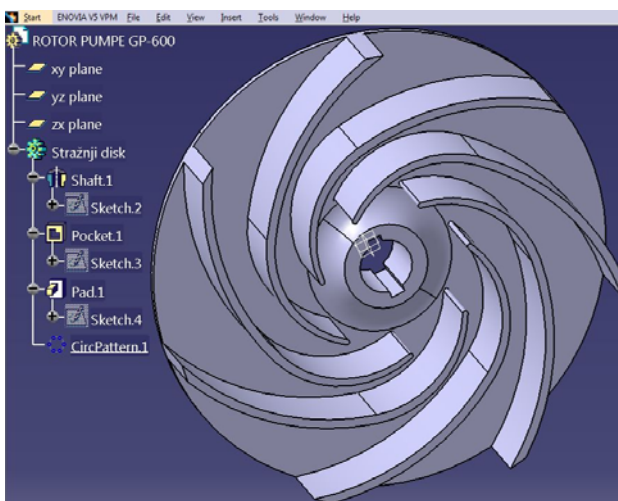 Start ENOVIA V5 VPM File Edit View Insert Tools Window Help
ROTOR PUMPE GP-600
xy plane
yz plane
zx plane
Stražnji disk
Shaft.1
Sketch.2
Pocket.1
Sketch.3
Pad.1
Sketch.4
CircPattern.1